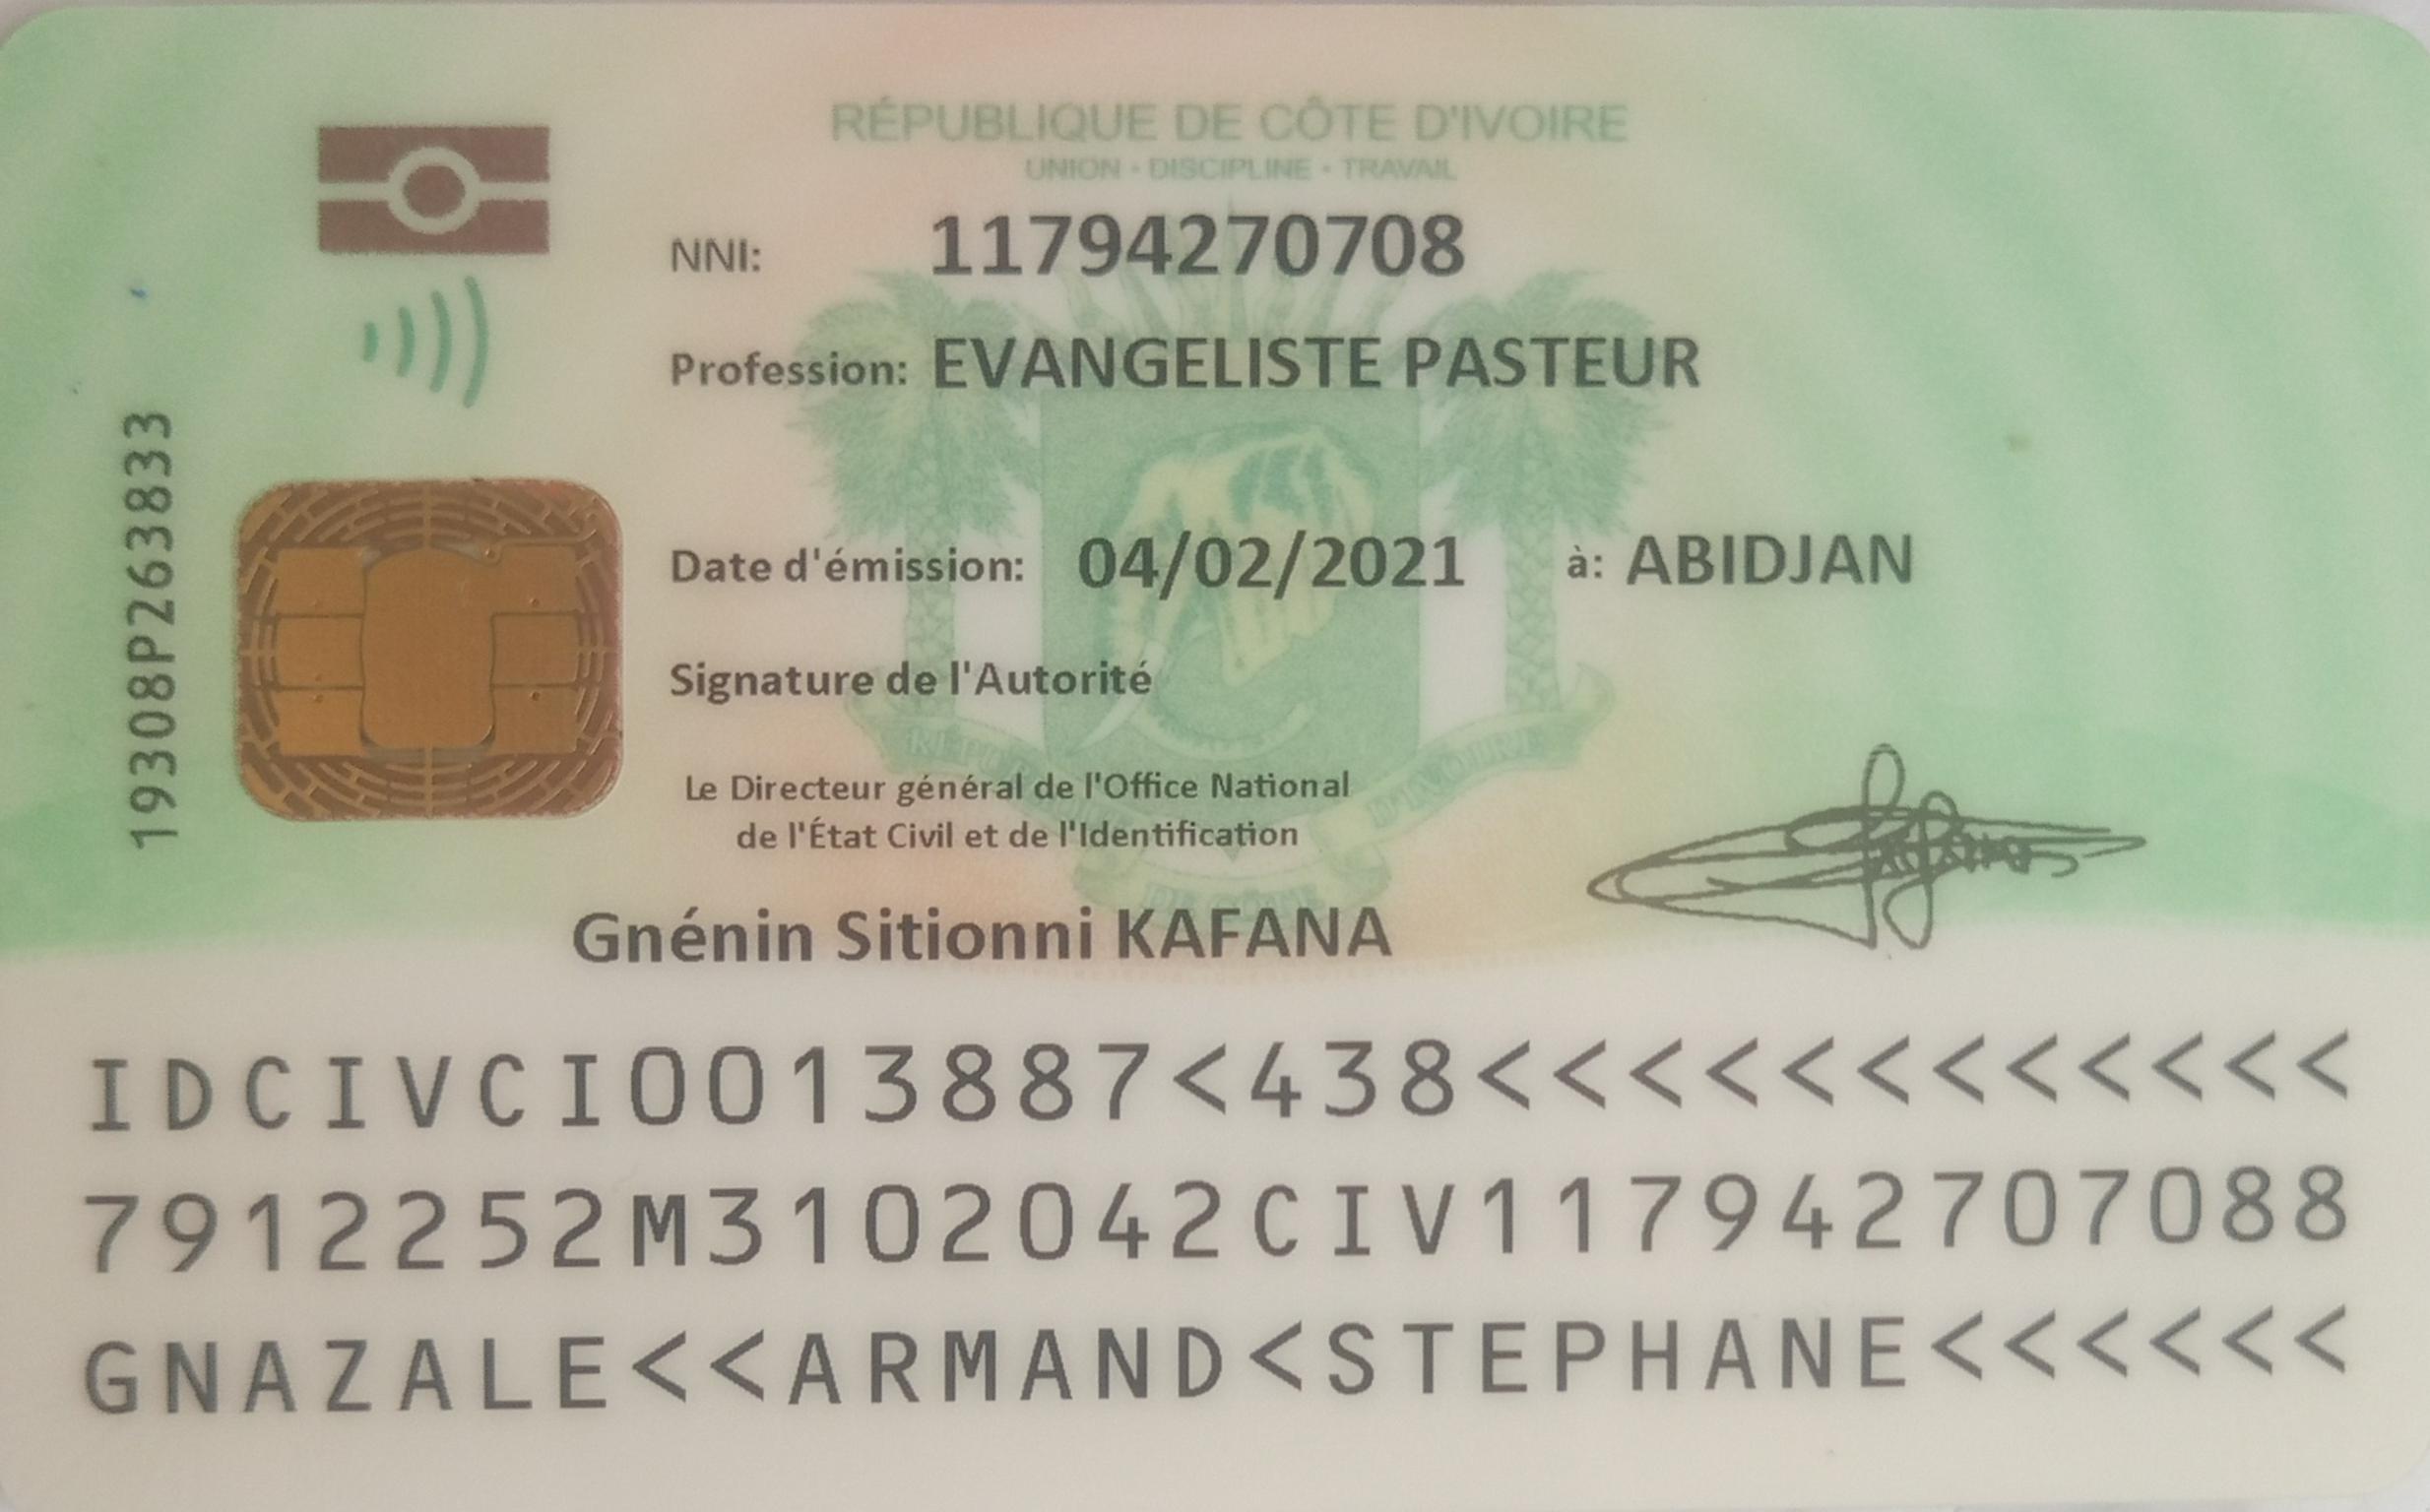 RÉPUBLIQUE DE CÔTE D'IVOIRE
UNION - DISCIPLINE - TRAVAIL
NNI: 11794270708
Profession: EVANGELISTE PASTEUR
19308P263833
Date d'émission: 04/02/2021 à: ABIDJAN
Signature de l'Autorité
Le Directeur général de l'Office National
de l'État Civil et de l'Identification
Gnénin Sitionni KAFANA
IDCIVCI0013887<438<<<<<<<<<<<<
7912252M3102042CIV117942707088
GNAZALE<<ARMAND<STEPHANE<<<<<<